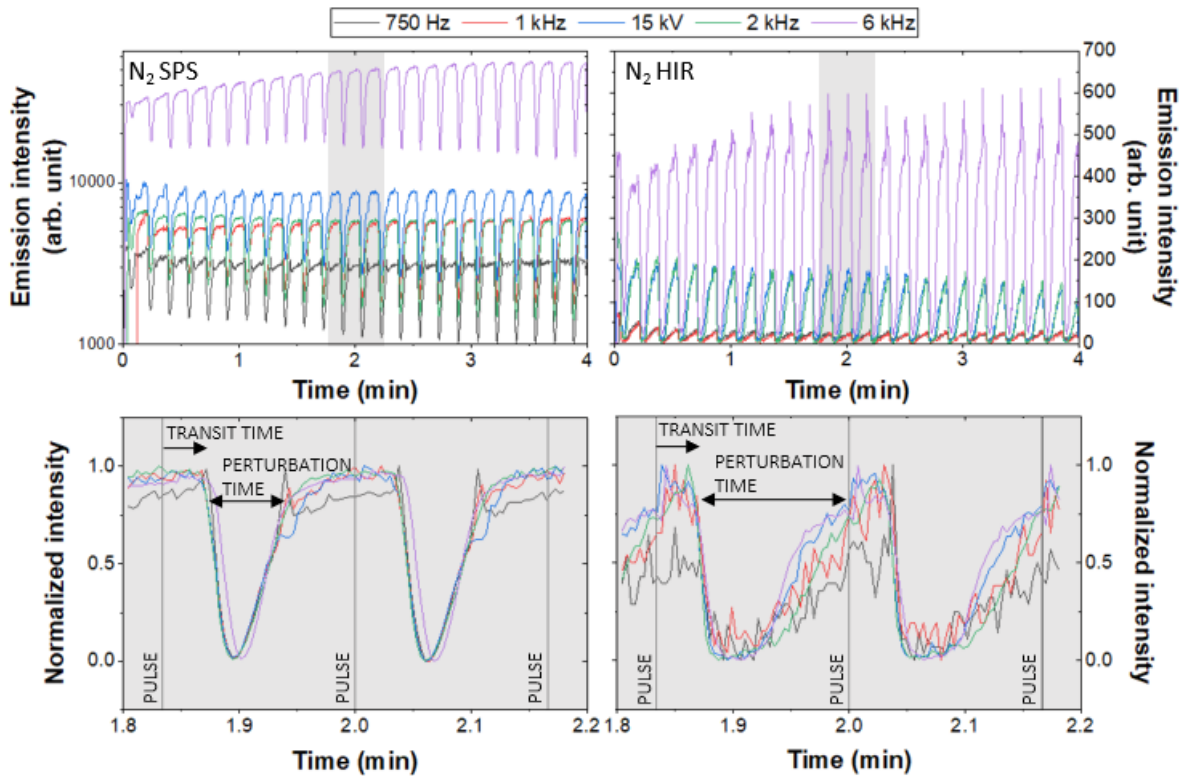 750 Hz 1 kHz 15 kV 2 kHz 6 kHz
N2 SPS
Emission intensity
(arb. unit)
10000
1000
0 1 2 3 4
Time (min)
N2 HIR
700
600
500
400
300
200
100
0
Emission intensity
(arb. unit)
0 1 2 3 4
Time (min)
Normalized intensity
1.0
0.5
0.0
TRANSIT TIME
PERTURBATION
TIME
PULSE
PULSE
PULSE
1.8 1.9 2.0 2.1 2.2
Time (min)
TRANSIT TIME
PERTURBATION
TIME
PULSE
PULSE
PULSE
1.0
0.5
0.0
Normalized intensity
1.8 1.9 2.0 2.1 2.2
Time (min)